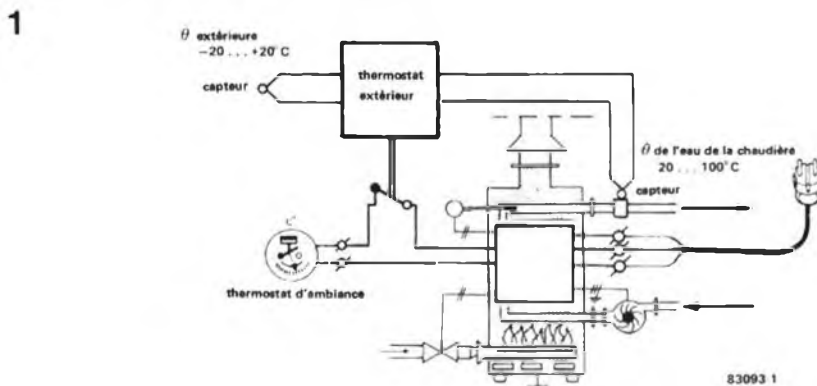 1
θ extérieure
−20 . . . +20°C
capteur
thermostat
extérieur
θ de l'eau de la chaudière
20 . . . 100°C
capteur
thermostat d'ambiance
83093 1